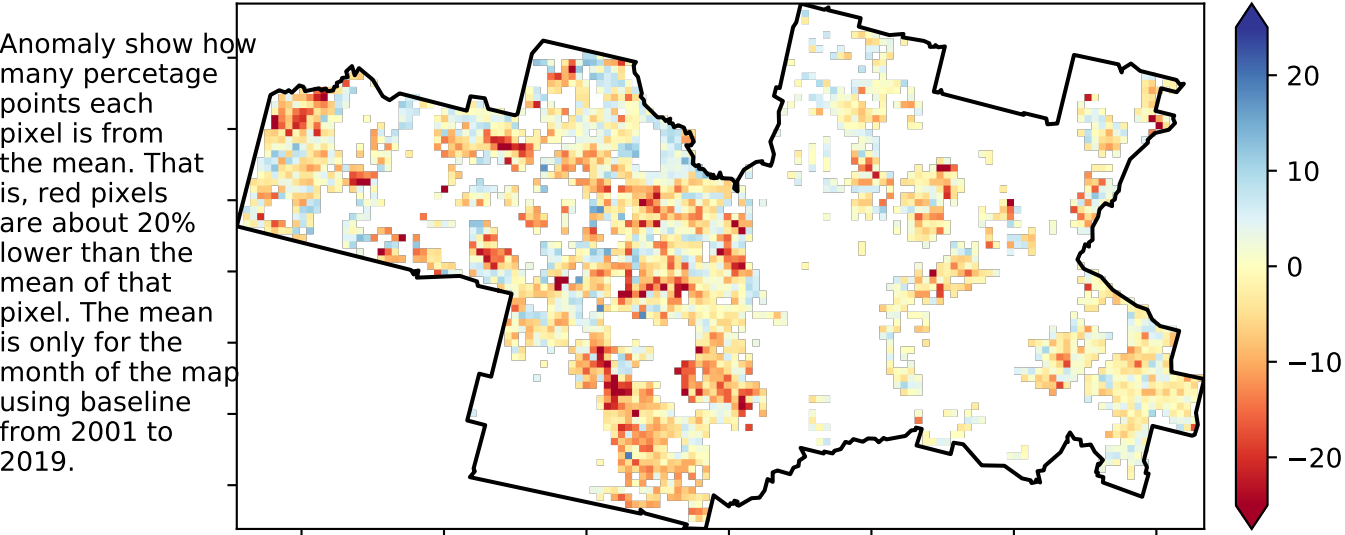 Anomaly show how
many percetage
points each
pixel is from
the mean. That
is, red pixels
are about 20%
lower than the
mean of that
pixel. The mean
is only for the
month of the map
using baseline
from 2001 to
2019.
20
10
0
−10
−20